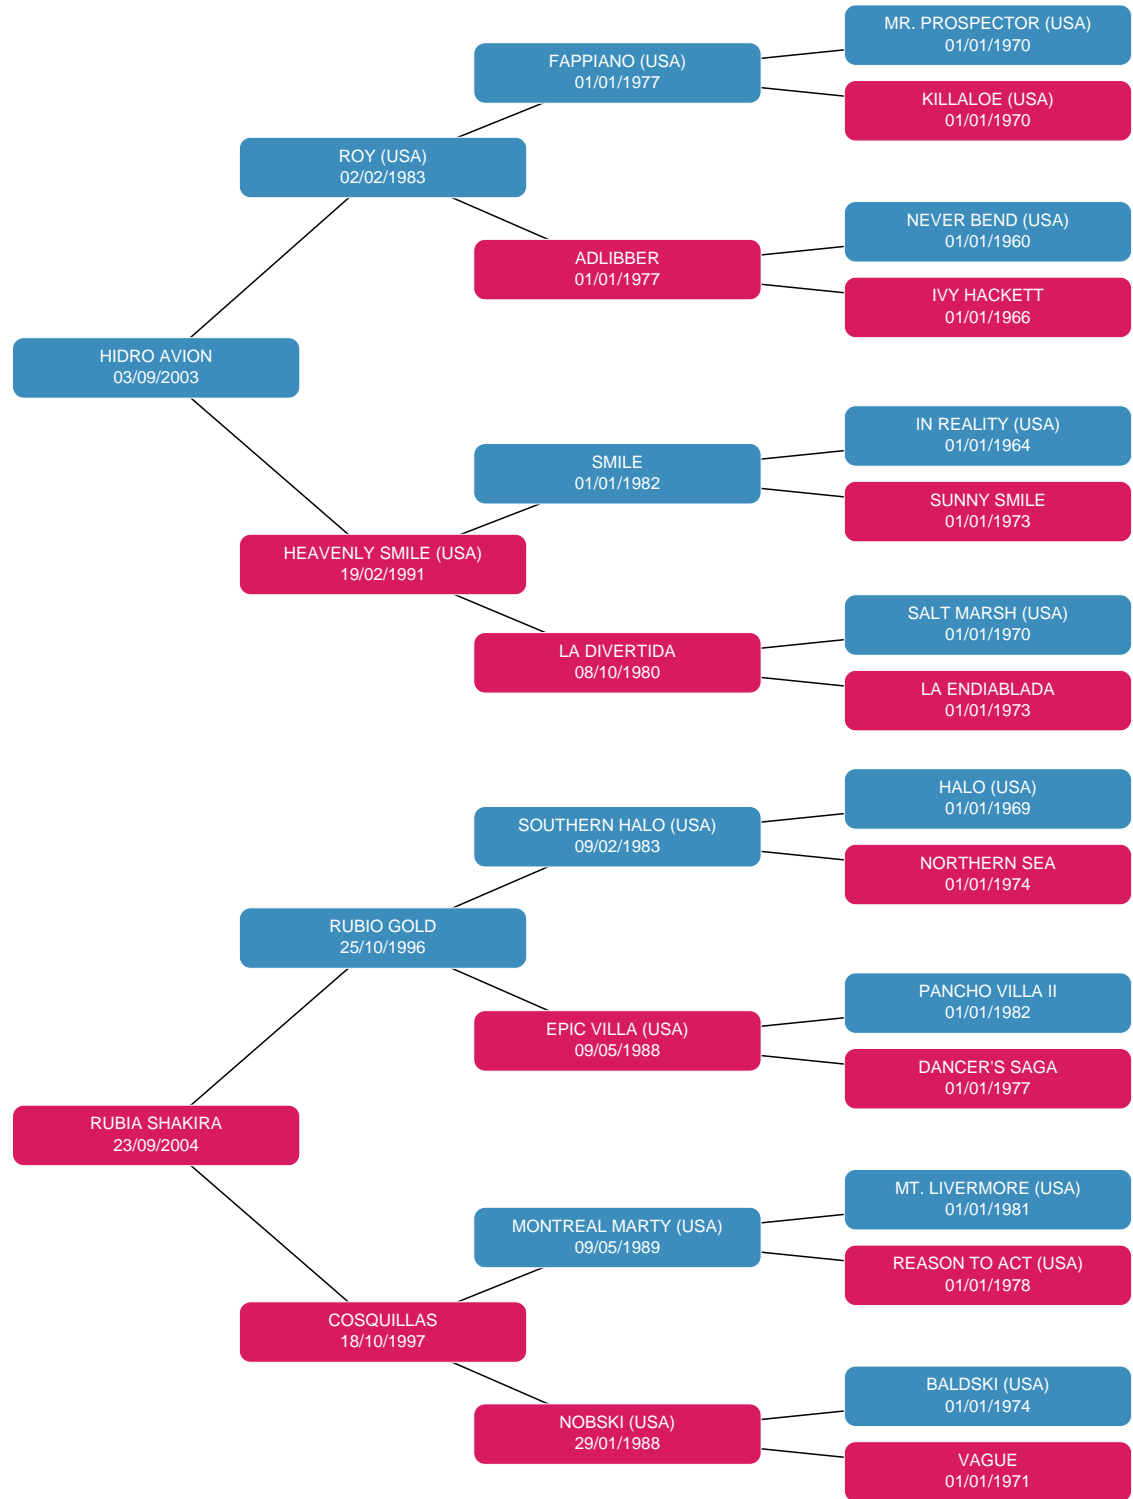 MR. PROSPECTOR (USA)
01/01/1970
FAPPIANO (USA)
01/01/1977
KILLALOE (USA)
01/01/1970
ROY (USA)
02/02/1983
NEVER BEND (USA)
01/01/1960
ADLIBBER
01/01/1977
IVY HACKETT
01/01/1966
HIDRO AVION
03/09/2003
IN REALITY (USA)
01/01/1964
SMILE
01/01/1982
SUNNY SMILE
01/01/1973
HEAVENLY SMILE (USA)
19/02/1991
SALT MARSH (USA)
01/01/1970
LA DIVERTIDA
08/10/1980
LA ENDIABLADA
01/01/1973
HALO (USA)
01/01/1969
SOUTHERN HALO (USA)
09/02/1983
NORTHERN SEA
01/01/1974
RUBIO GOLD
25/10/1996
PANCHO VILLA II
01/01/1982
EPIC VILLA (USA)
09/05/1988
DANCER'S SAGA
01/01/1977
RUBIA SHAKIRA
23/09/2004
MT. LIVERMORE (USA)
01/01/1981
MONTREAL MARTY (USA)
09/05/1989
REASON TO ACT (USA)
01/01/1978
COSQUILLAS
18/10/1997
BALDSKI (USA)
01/01/1974
NOBSKI (USA)
29/01/1988
VAGUE
01/01/1971